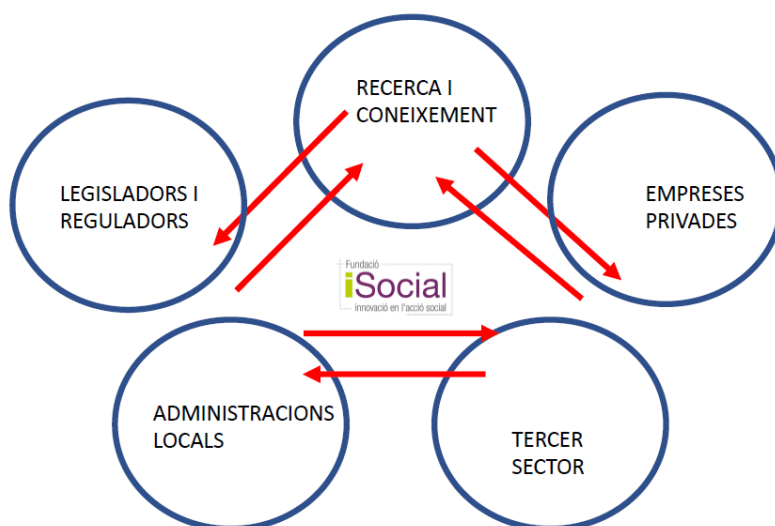 RECERCA I
CONEIXEMENT
LEGISLADORS I
REGULADORS
EMPRESES
PRIVADES
Fundació
iSocial
innovació en l'acció social
ADMINISTRACIONS
LOCALS
TERCER
SECTOR